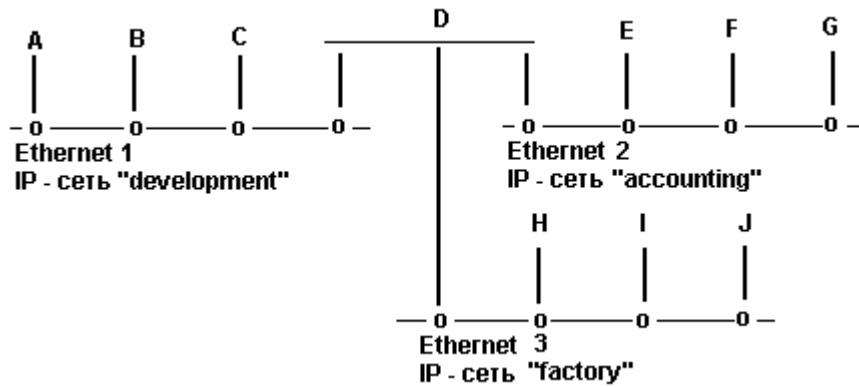 D
A B C
E F G
o o o o
o o o o
Ethernet 1
IP - сеть "development"
Ethernet 2
IP - сеть "accounting"
H I J
o o o o
Ethernet 3
IP - сеть "factory"